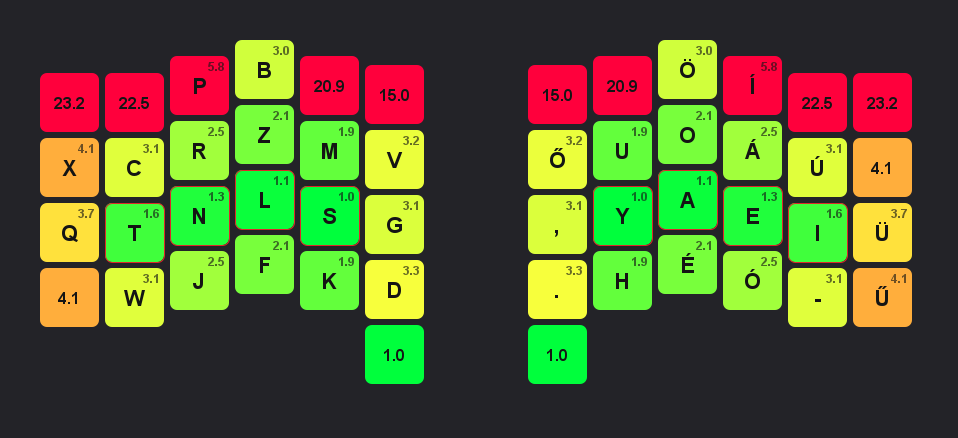 23.2 22.5 P 5.8 B 3.0 20.9 15.0 15.0 20.9 Ö 3.0 Í 5.8 22.5 23.2
X 4.1 C 3.1 R 2.5 Z 2.1 M 1.9 V 3.2 Ő 3.2 U 1.9 O 2.1 Á 2.5 Ú 3.1 4.1
Q 3.7 T 1.6 N 1.3 L 1.1 S 1.0 G 3.1 , 3.1 Y 1.0 A 1.1 E 1.3 I 1.6 Ü 3.7
4.1 W 3.1 J 2.5 F 2.1 K 1.9 D 3.3 . 3.3 H 1.9 É 2.1 Ó 2.5 - 3.1 Ű 4.1
1.0 1.0